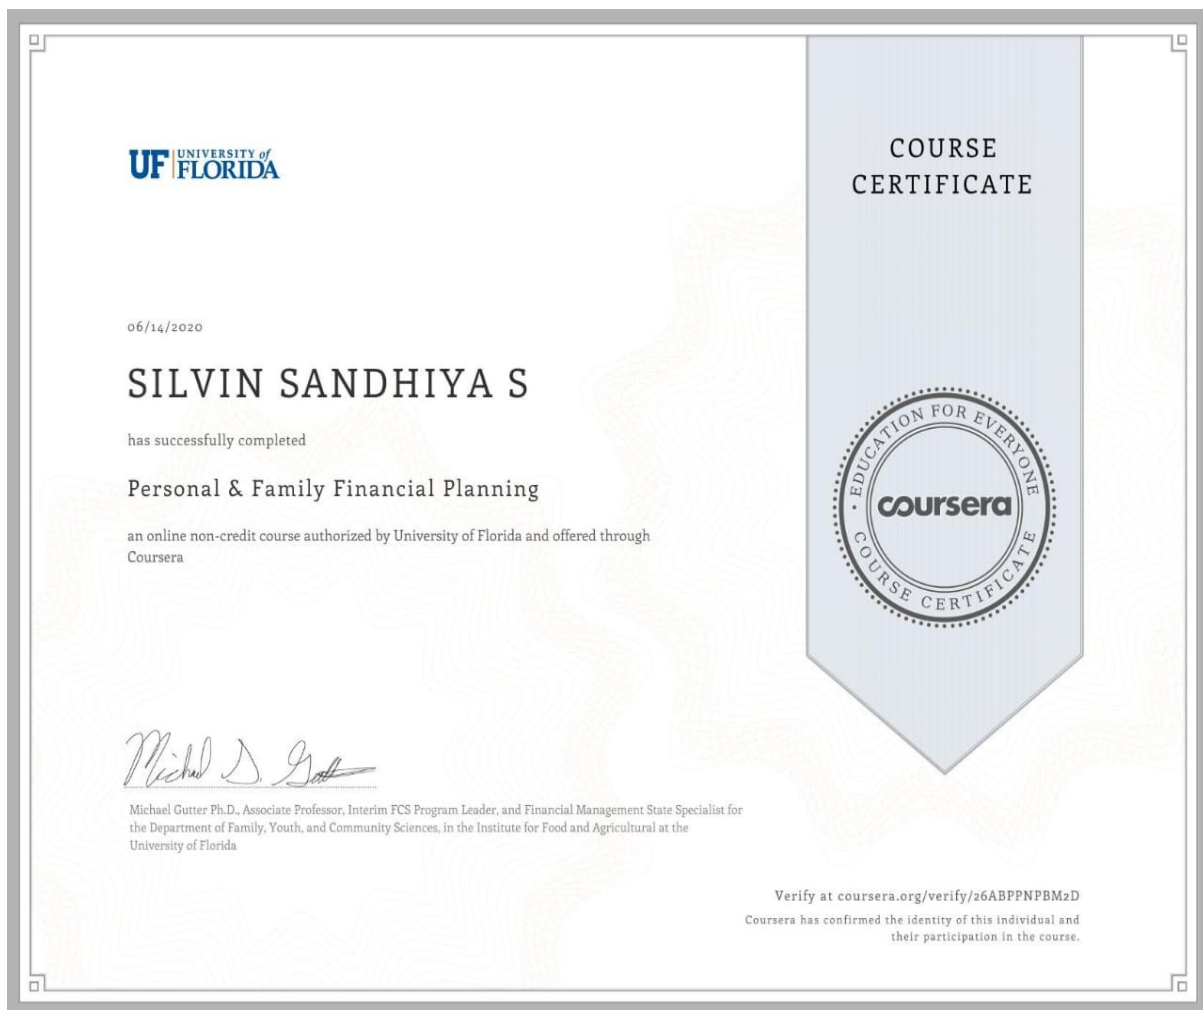 UF UNIVERSITY of
FLORIDA
COURSE
CERTIFICATE
06/14/2020
SILVIN SANDHIYA S
has successfully completed
Personal & Family Financial Planning
an online non-credit course authorized by University of Florida and offered through
Coursera
EDUCATION FOR EVERYONE
coursera
COURSE CERTIFICATE
Michael S. Gutter
Michael Gutter Ph.D., Associate Professor, Interim FCS Program Leader, and Financial Management State Specialist for
the Department of Family, Youth, and Community Sciences, in the Institute for Food and Agricultural at the
University of Florida
Verify at coursera.org/verify/26ABPPNPBM2D
Coursera has confirmed the identity of this individual and
their participation in the course.